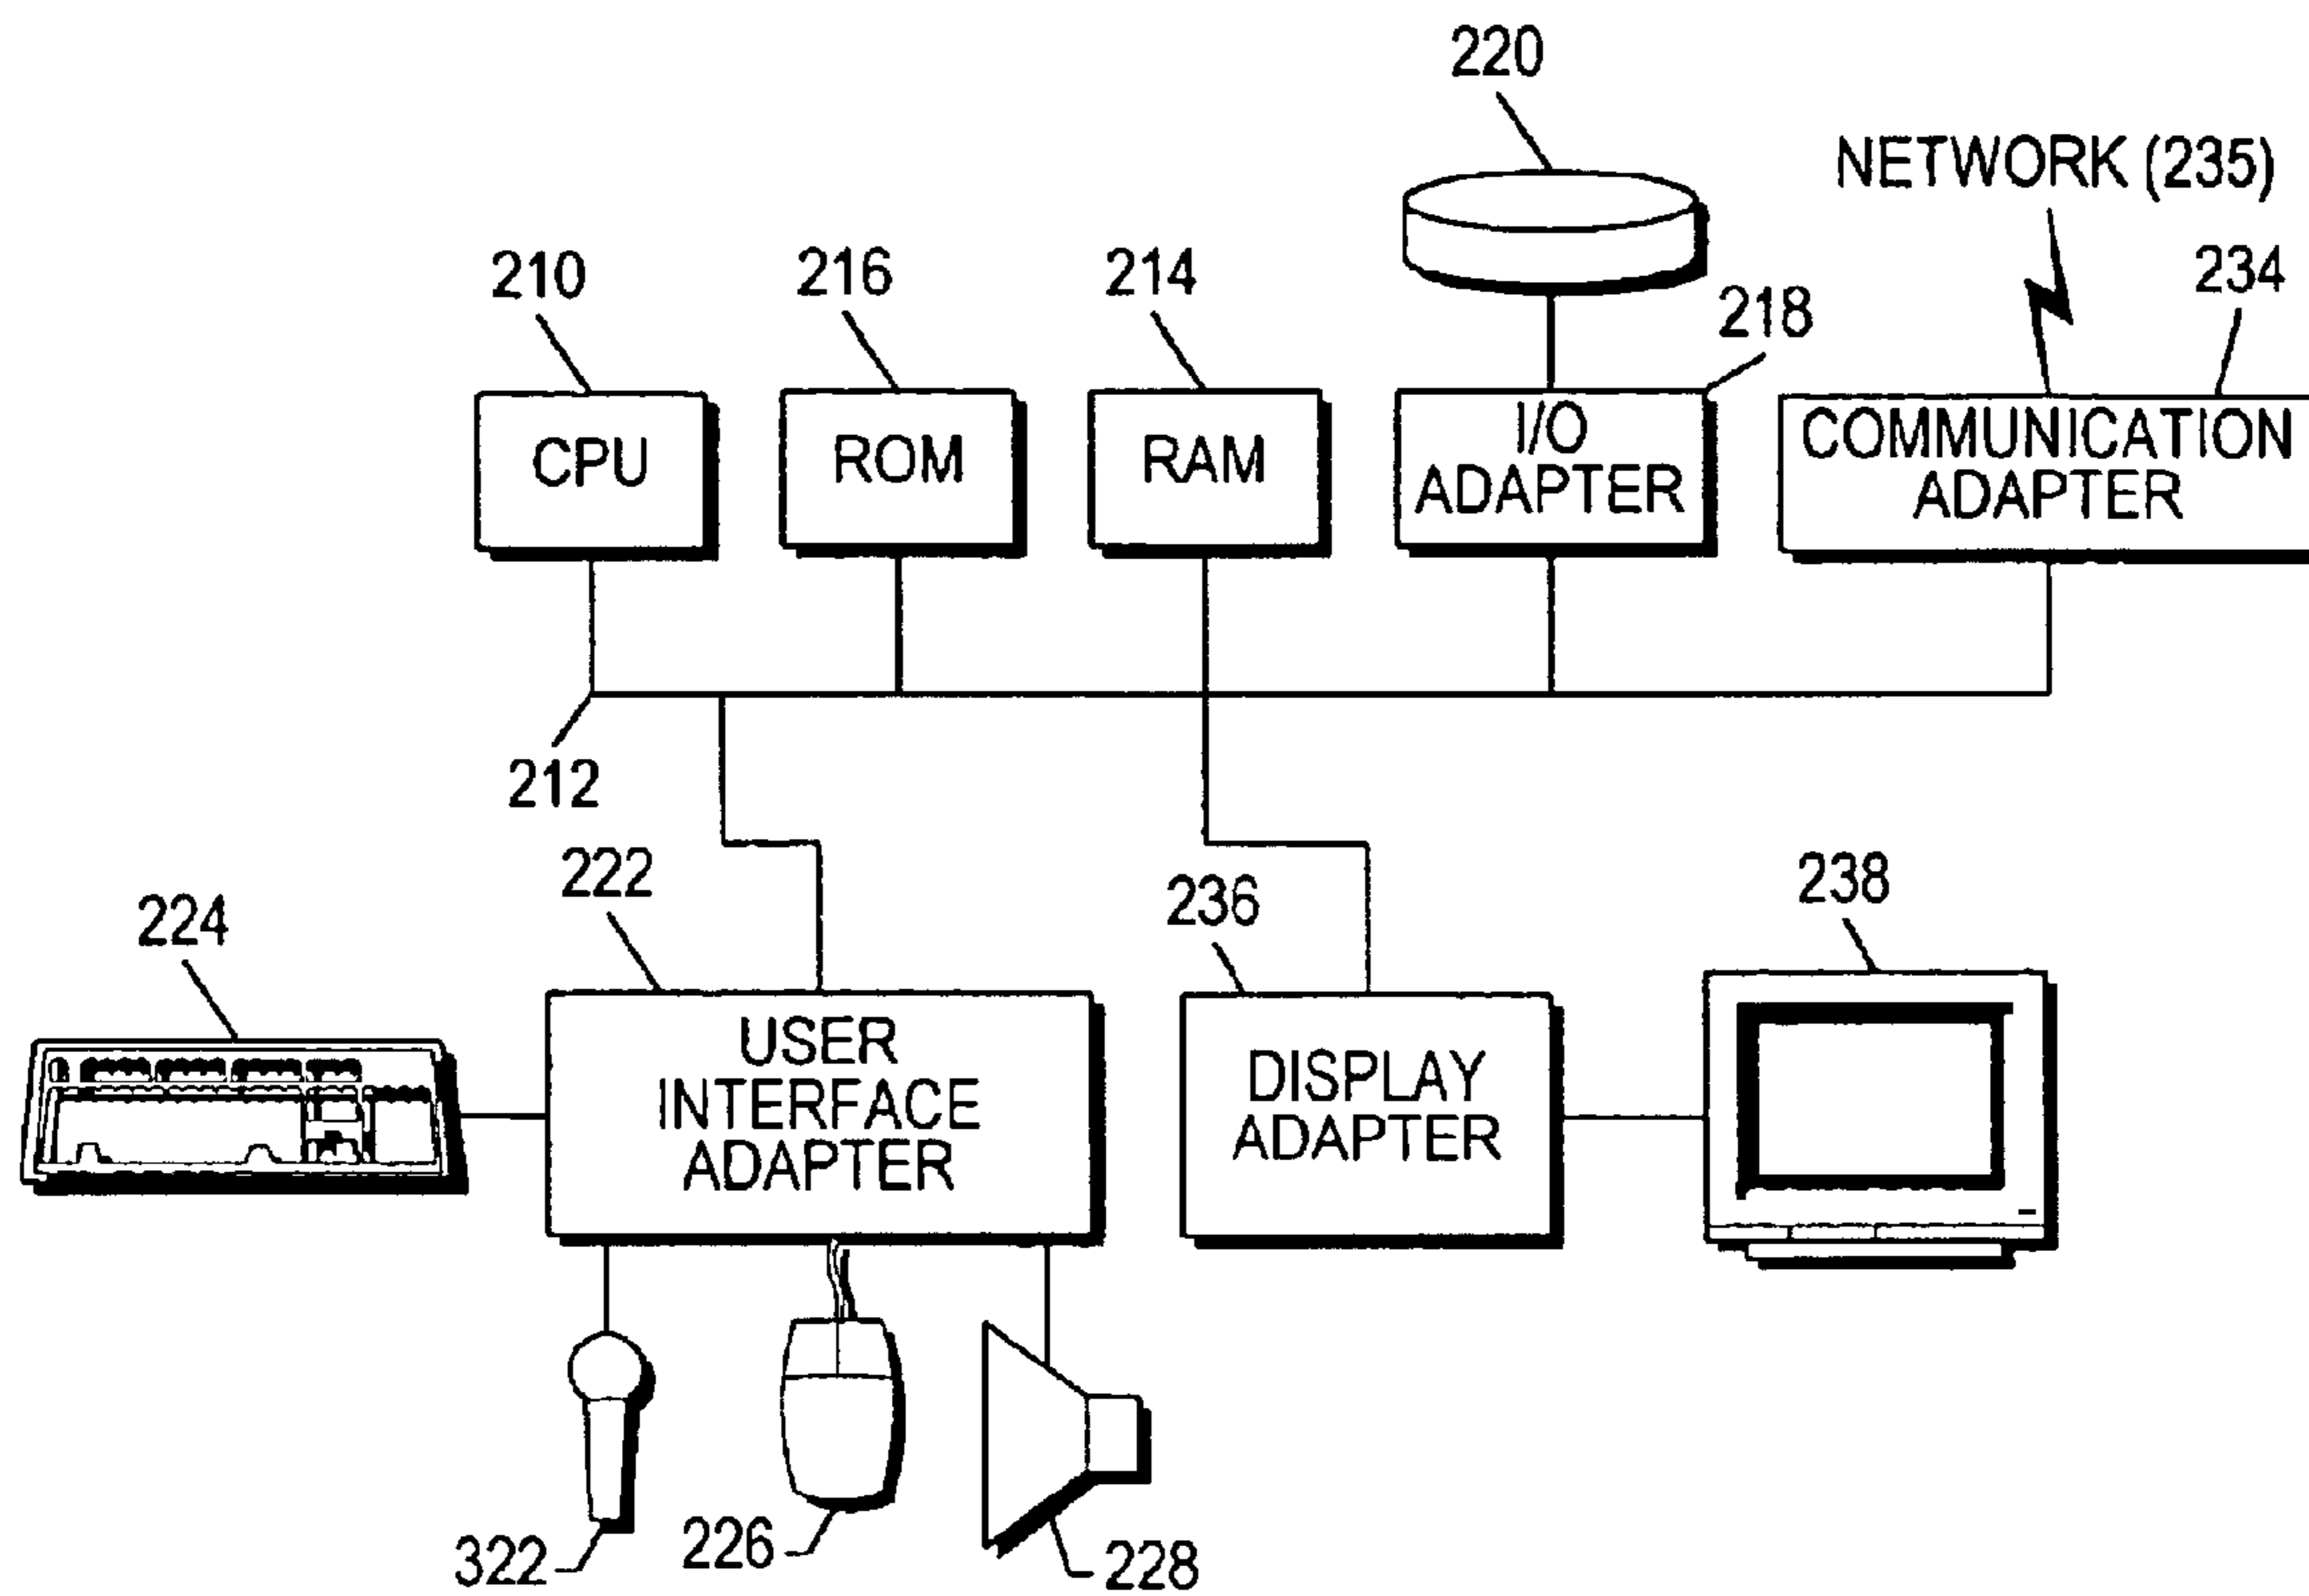 220
NETWORK (235)
210
216
214
218
234
CPU
ROM
RAM
I/O
ADAPTER
COMMUNICATION
ADAPTER
212
222
236
238
224
USER
INTERFACE
ADAPTER
DISPLAY
ADAPTER
322
226
228